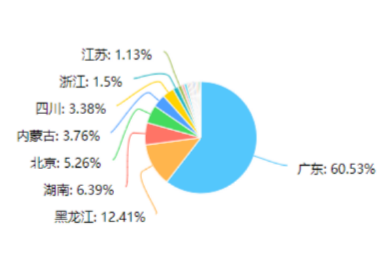 江苏: 1.13%
浙江: 1.5%
四川: 3.38%
内蒙古: 3.76%
北京: 5.26%
湖南: 6.39%
黑龙江: 12.41%
广东: 60.53%